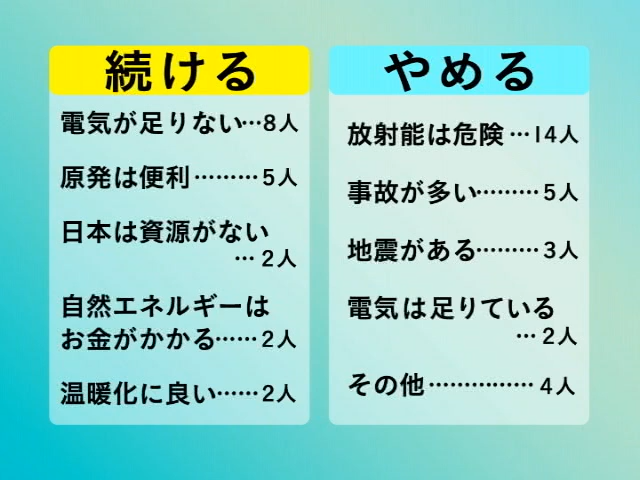 続ける
電気が足りない…8人
原発は便利………5人
日本は資源がない
…2人
自然エネルギーは
お金がかかる……2人
温暖化に良い……2人
やめる
放射能は危険…14人
事故が多い………5人
地震がある………3人
電気は足りている
…2人
その他……………4人